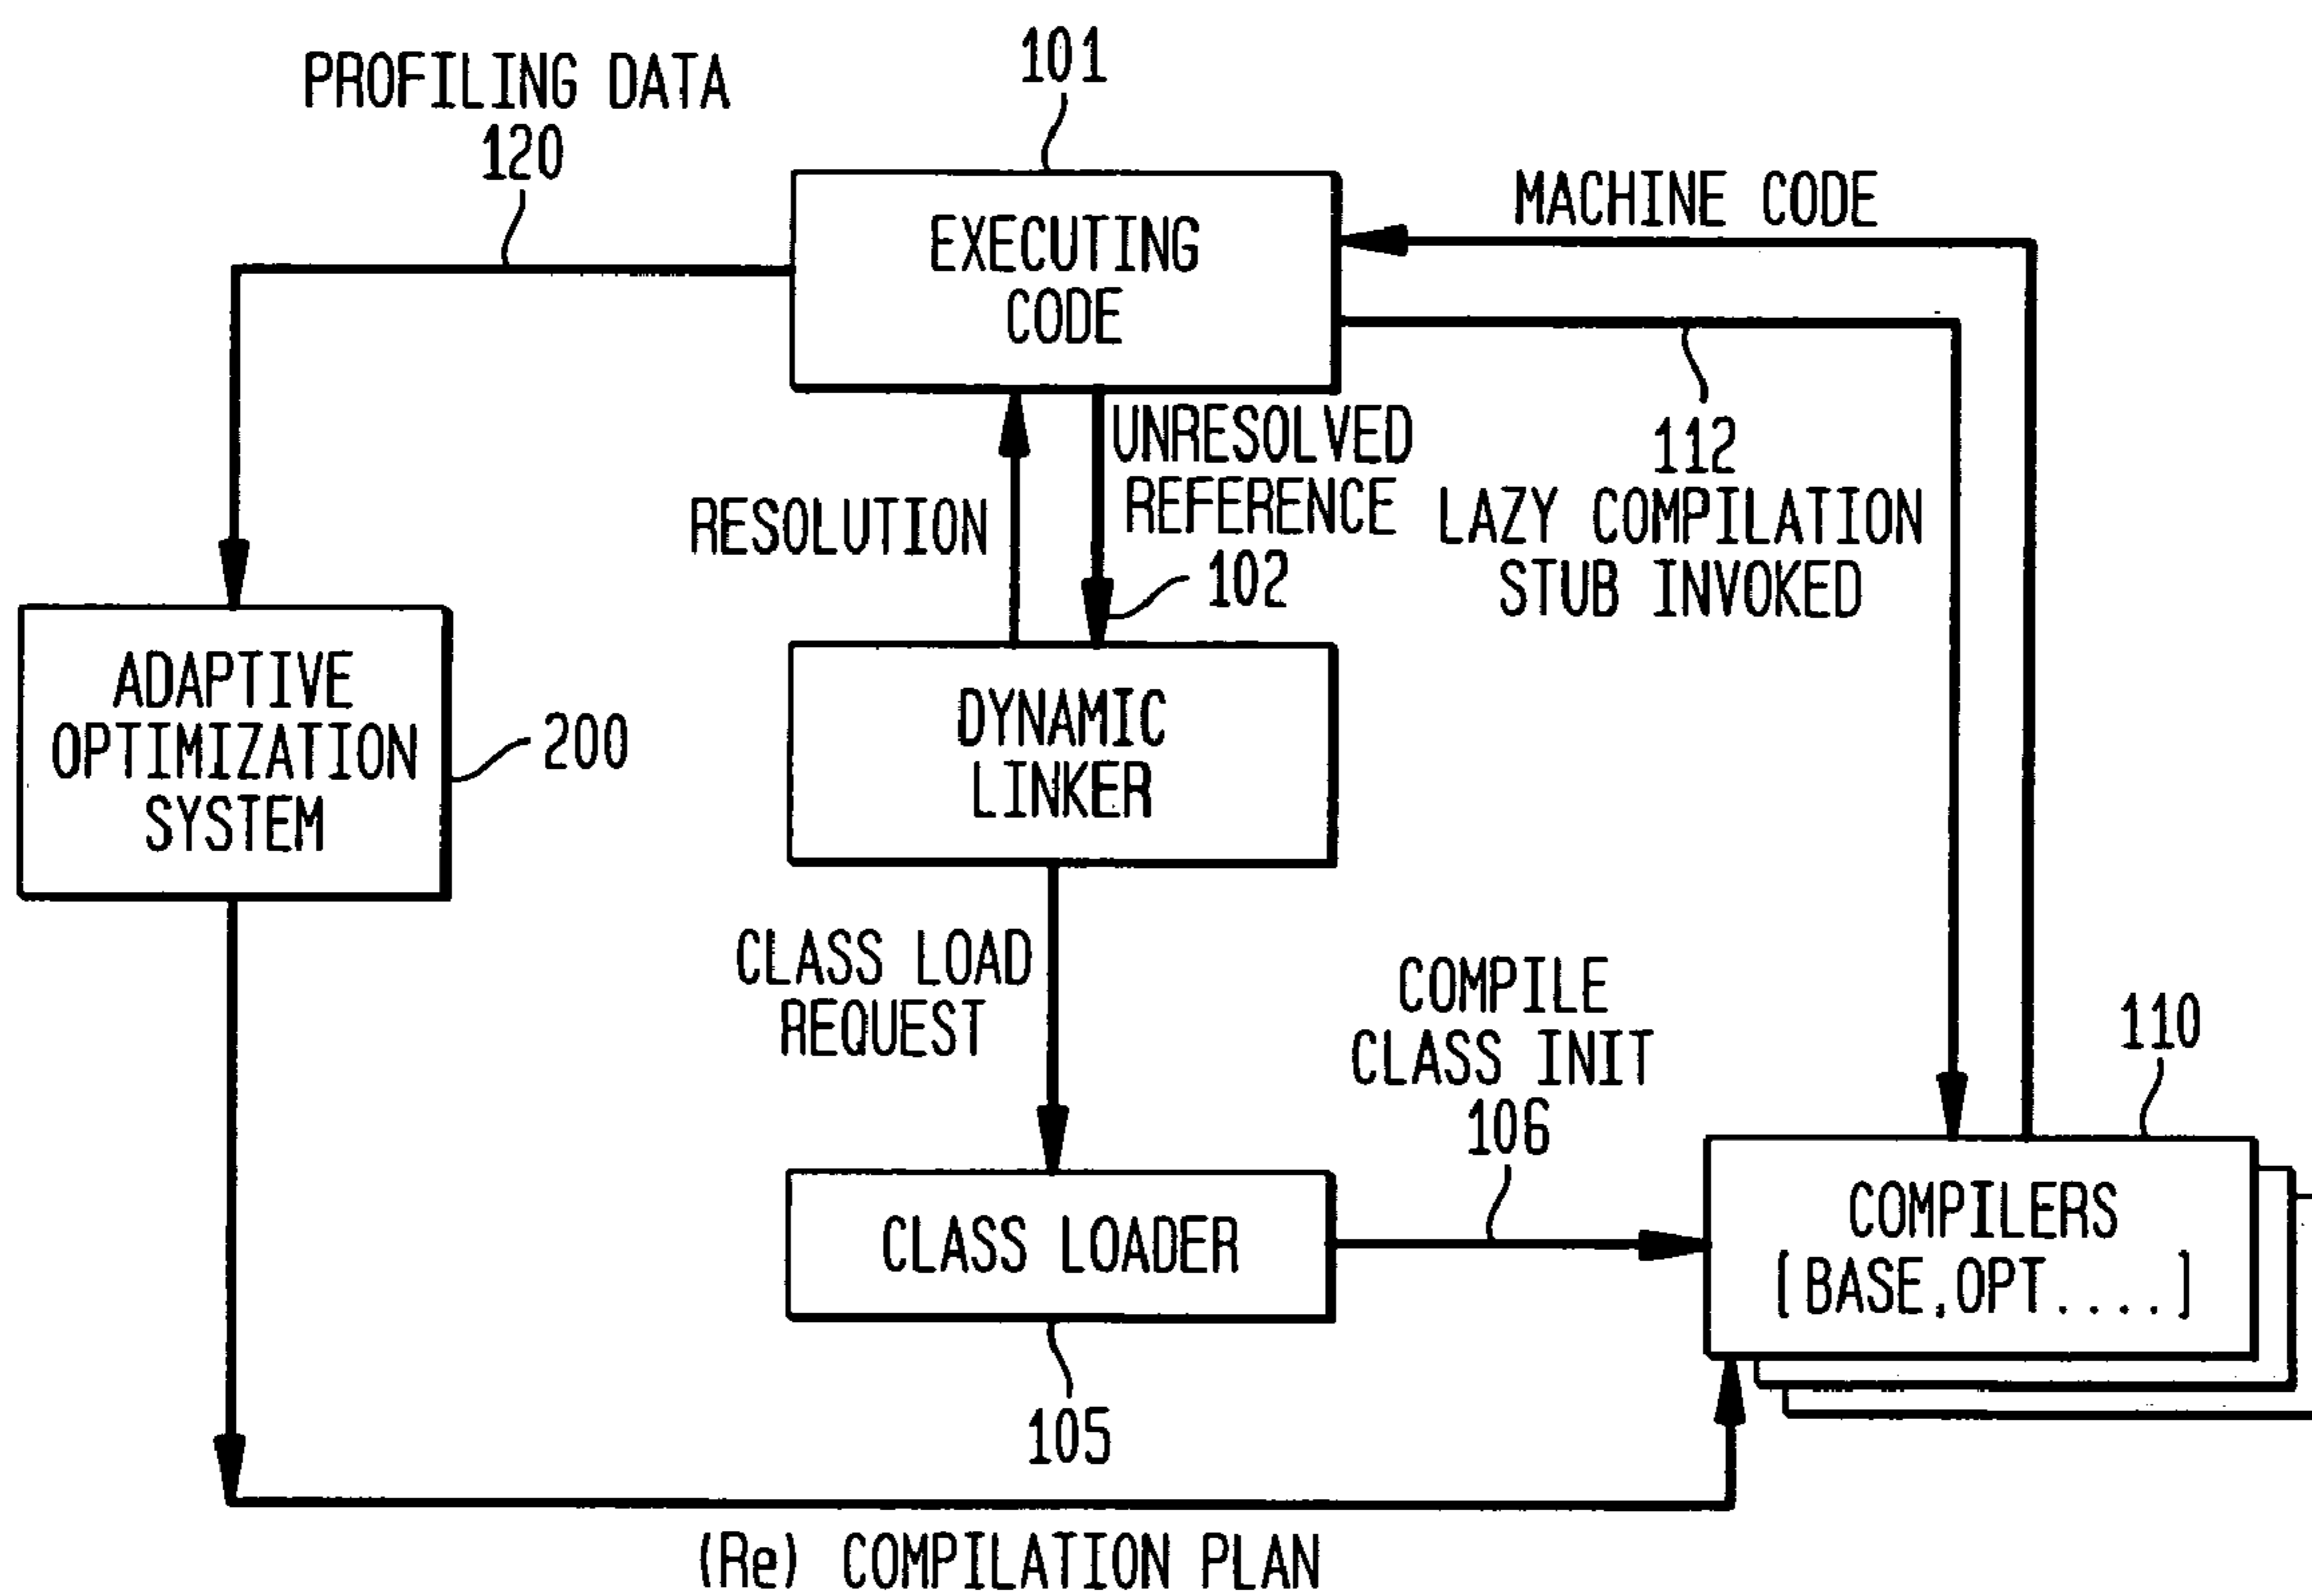 PROFILING DATA
120
101
EXECUTING
CODE
MACHINE CODE
112
LAZY COMPILATION
STUB INVOKED
UNRESOLVED
REFERENCE
102
RESOLUTION
ADAPTIVE
OPTIMIZATION
SYSTEM
200
DYNAMIC
LINKER
CLASS LOAD
REQUEST
COMPILE
CLASS INIT
106
110
CLASS LOADER
105
COMPILERS
[BASE,OPT....]
(Re) COMPILATION PLAN